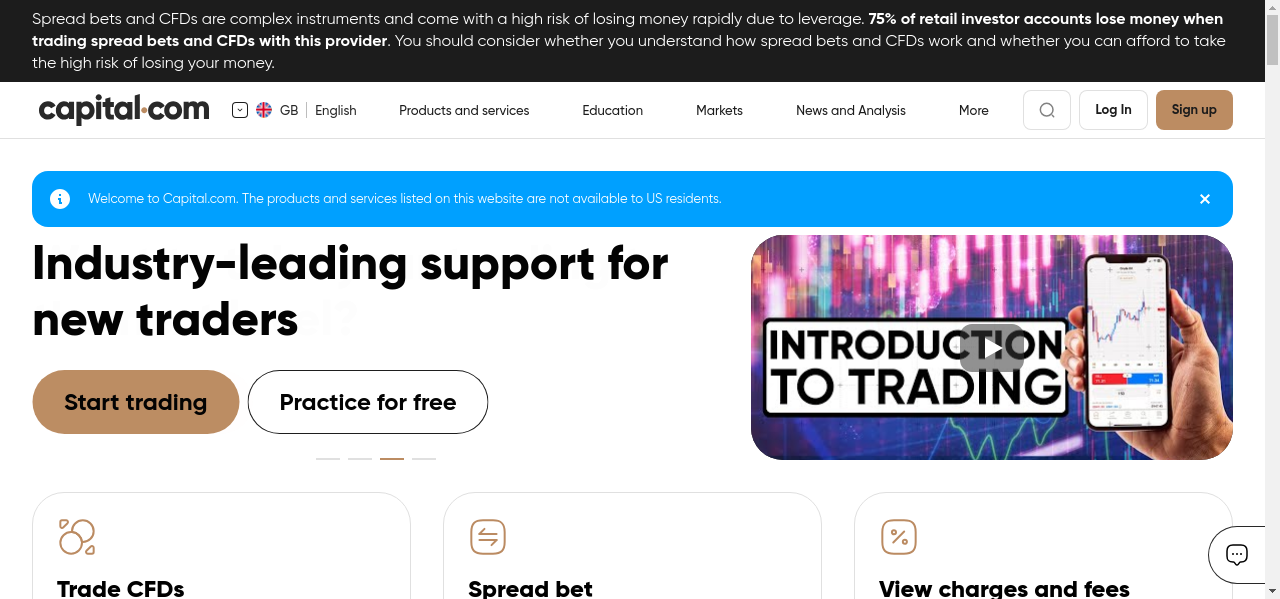 Spread bets and CFDs are complex instruments and come with a high risk of losing money rapidly due to leverage. 75% of retail investor accounts lose money when
trading spread bets and CFDs with this provider. You should consider whether you understand how spread bets and CFDs work and whether you can afford to take
the high risk of losing your money.
capital.com GB English Products and services Education Markets News and Analysis More Log In Sign up
Welcome to Capital.com. The products and services listed on this website are not available to US residents.
Industry-leading support for
new traders
Start trading Practice for free
INTRODUCTION
TO TRADING
Trade CFDs Spread bet View charges and fees